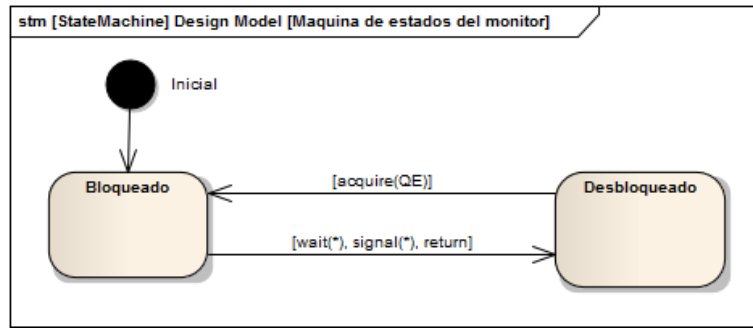 stm [StateMachine] Design Model [Maquina de estados del monitor]
Inicial
Bloqueado
[acquire(QE)]
Desbloqueado
[wait(*), signal(*), return]